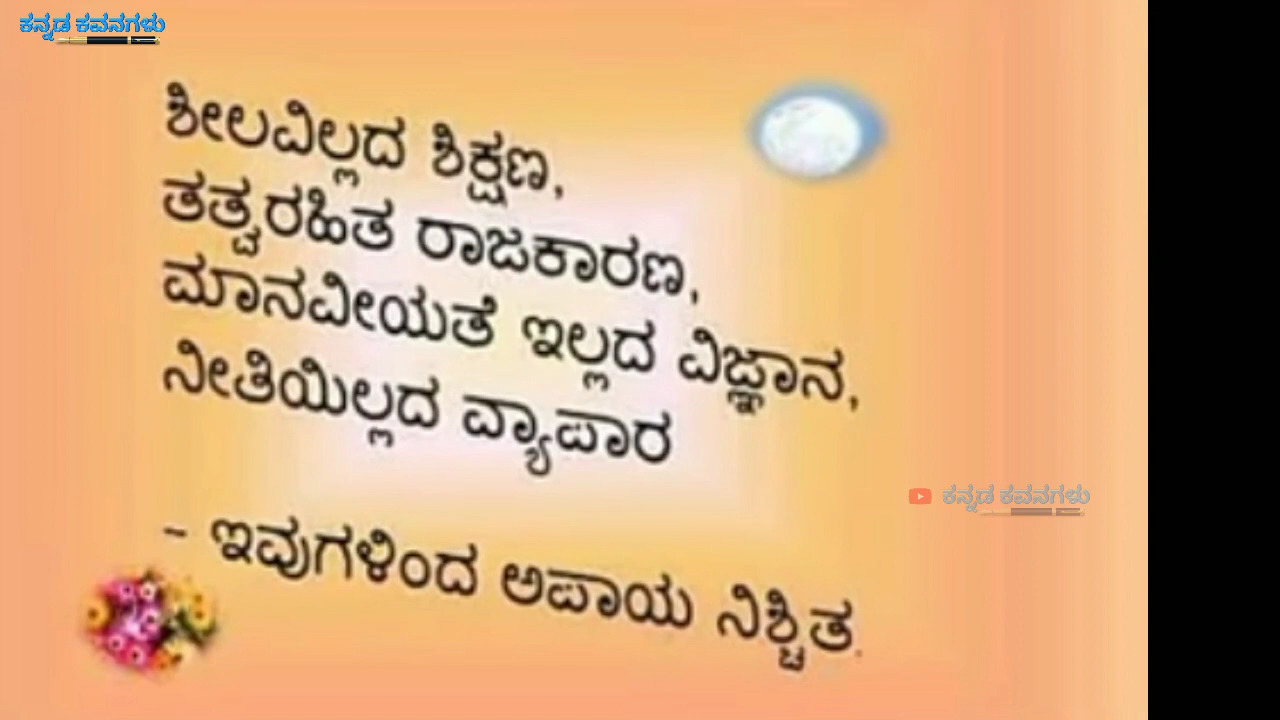 ಕನ್ನಡ ಕವನಗಳು
ಶೀಲವಿಲ್ಲದ ಶಿಕ್ಷಣ,
ತತ್ವರಹಿತ ರಾಜಕಾರಣ,
ಮಾನವೀಯತೆ ಇಲ್ಲದ ವಿಜ್ಞಾನ,
ನೀತಿಯಿಲ್ಲದ ವ್ಯಾಪಾರ
ಕನ್ನಡ ಕವನಗಳು
- ಇವುಗಳಿಂದ ಅಪಾಯ ನಿಶ್ಚಿತ.